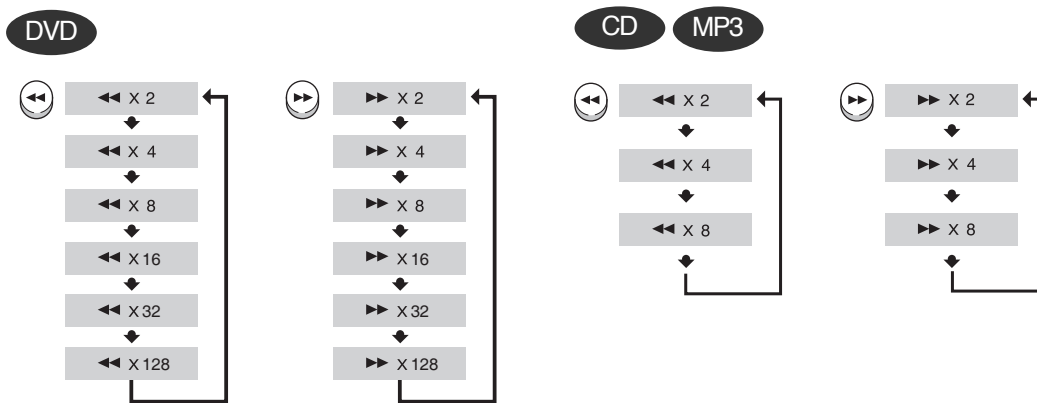 DVD
◀◀ X 2
◀◀ X 4
◀◀ X 8
◀◀ X 16
◀◀ X 32
◀◀ X 128
▶▶ X 2
▶▶ X 4
▶▶ X 8
▶▶ X 16
▶▶ X 32
▶▶ X 128
CD MP3
◀◀ X 2
◀◀ X 4
◀◀ X 8
▶▶ X 2
▶▶ X 4
▶▶ X 8